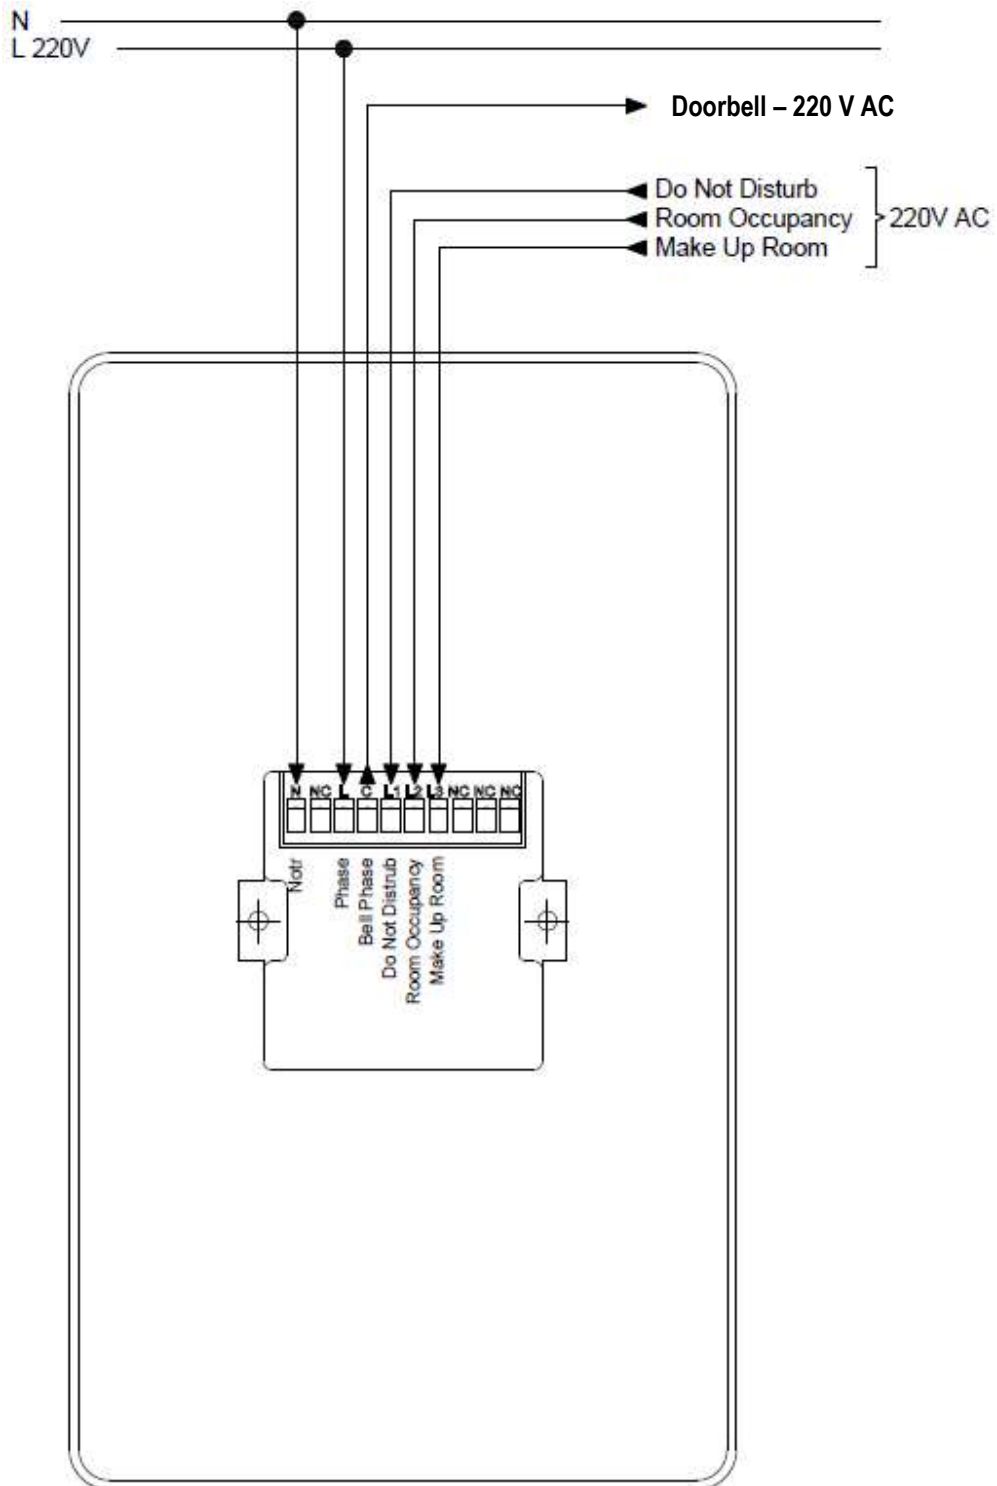 N
L 220V
Doorbell – 220 V AC
Do Not Disturb
Room Occupancy
Make Up Room
220V AC
N NC L C L1 L2 L3 NC NC NC
Notr
Phase
Bell Phase
Do Not Distrub
Room Occupancy
Make Up Room